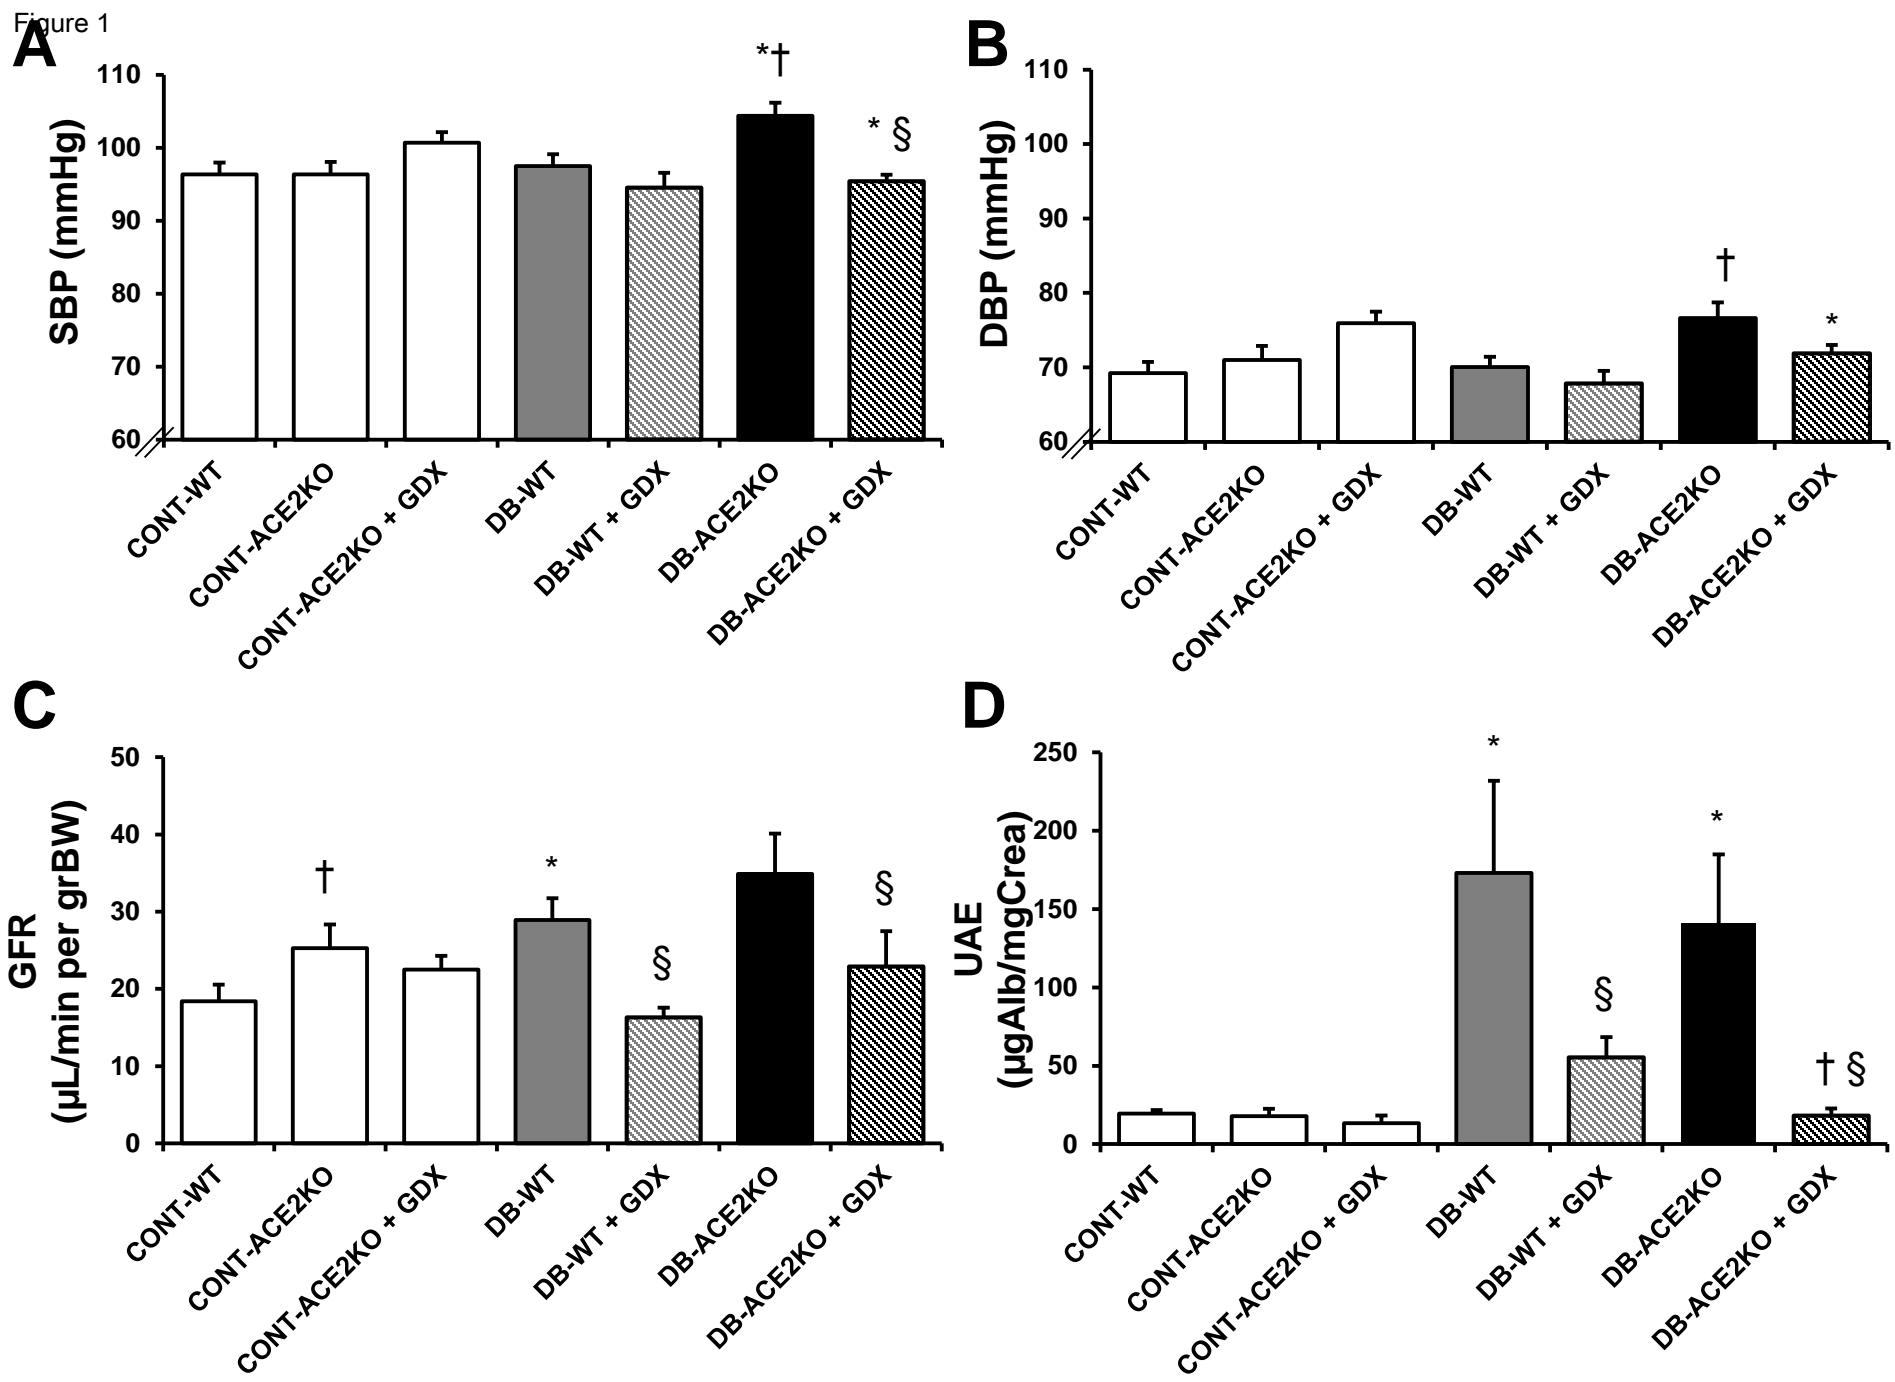 Figure 1
A
SBP (mmHg)
110
100
90
80
70
60
*†
* §
CONT-WT
CONT-ACE2KO
CONT-ACE2KO + GDX
DB-WT
DB-WT + GDX
DB-ACE2KO
DB-ACE2KO + GDX
B
DBP (mmHg)
110
100
90
80
70
60
†
*
CONT-WT
CONT-ACE2KO
CONT-ACE2KO + GDX
DB-WT
DB-WT + GDX
DB-ACE2KO
DB-ACE2KO + GDX
C
GFR
(µL/min per grBW)
50
40
30
20
10
0
†
*
§
§
CONT-WT
CONT-ACE2KO
CONT-ACE2KO + GDX
DB-WT
DB-WT + GDX
DB-ACE2KO
DB-ACE2KO + GDX
D
UAE
(µgAlb/mgCrea)
250
200
150
100
50
0
*
§
*
† §
CONT-WT
CONT-ACE2KO
CONT-ACE2KO + GDX
DB-WT
DB-WT + GDX
DB-ACE2KO
DB-ACE2KO + GDX